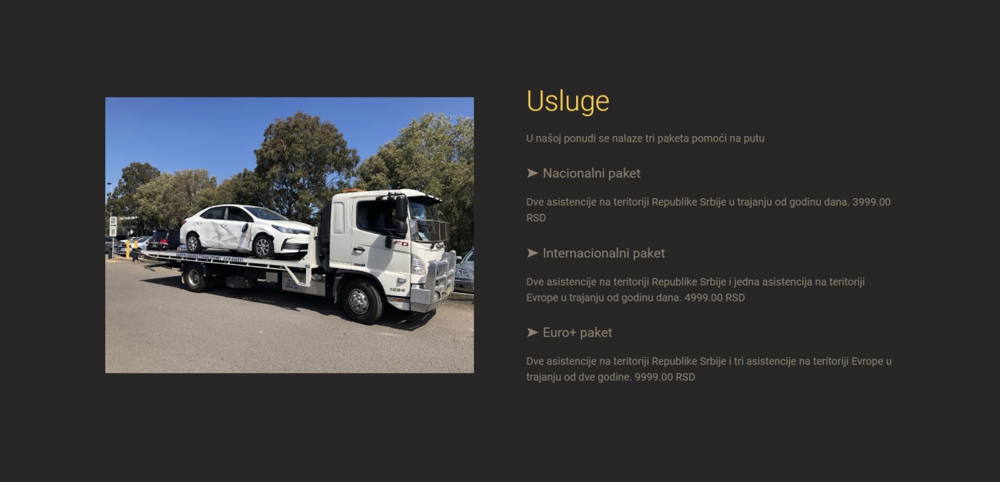 Usluge
U našoj ponudi se nalaze tri paketa pomoći na putu
➤ Nacionalni paket
Dve asistencije na teritoriji Republike Srbije u trajanju od godinu dana. 3999.00
RSD
➤ Internacionalni paket
Dve asistencije na teritoriji Republike Srbije i jedna asistencija na teritoriji
Evrope u trajanju od godinu dana. 4999.00 RSD
➤ Euro+ paket
Dve asistencije na teritoriji Republike Srbije i tri asistencije na teritoriji Evrope u
trajanju od dve godine. 9999.00 RSD
FD
1024